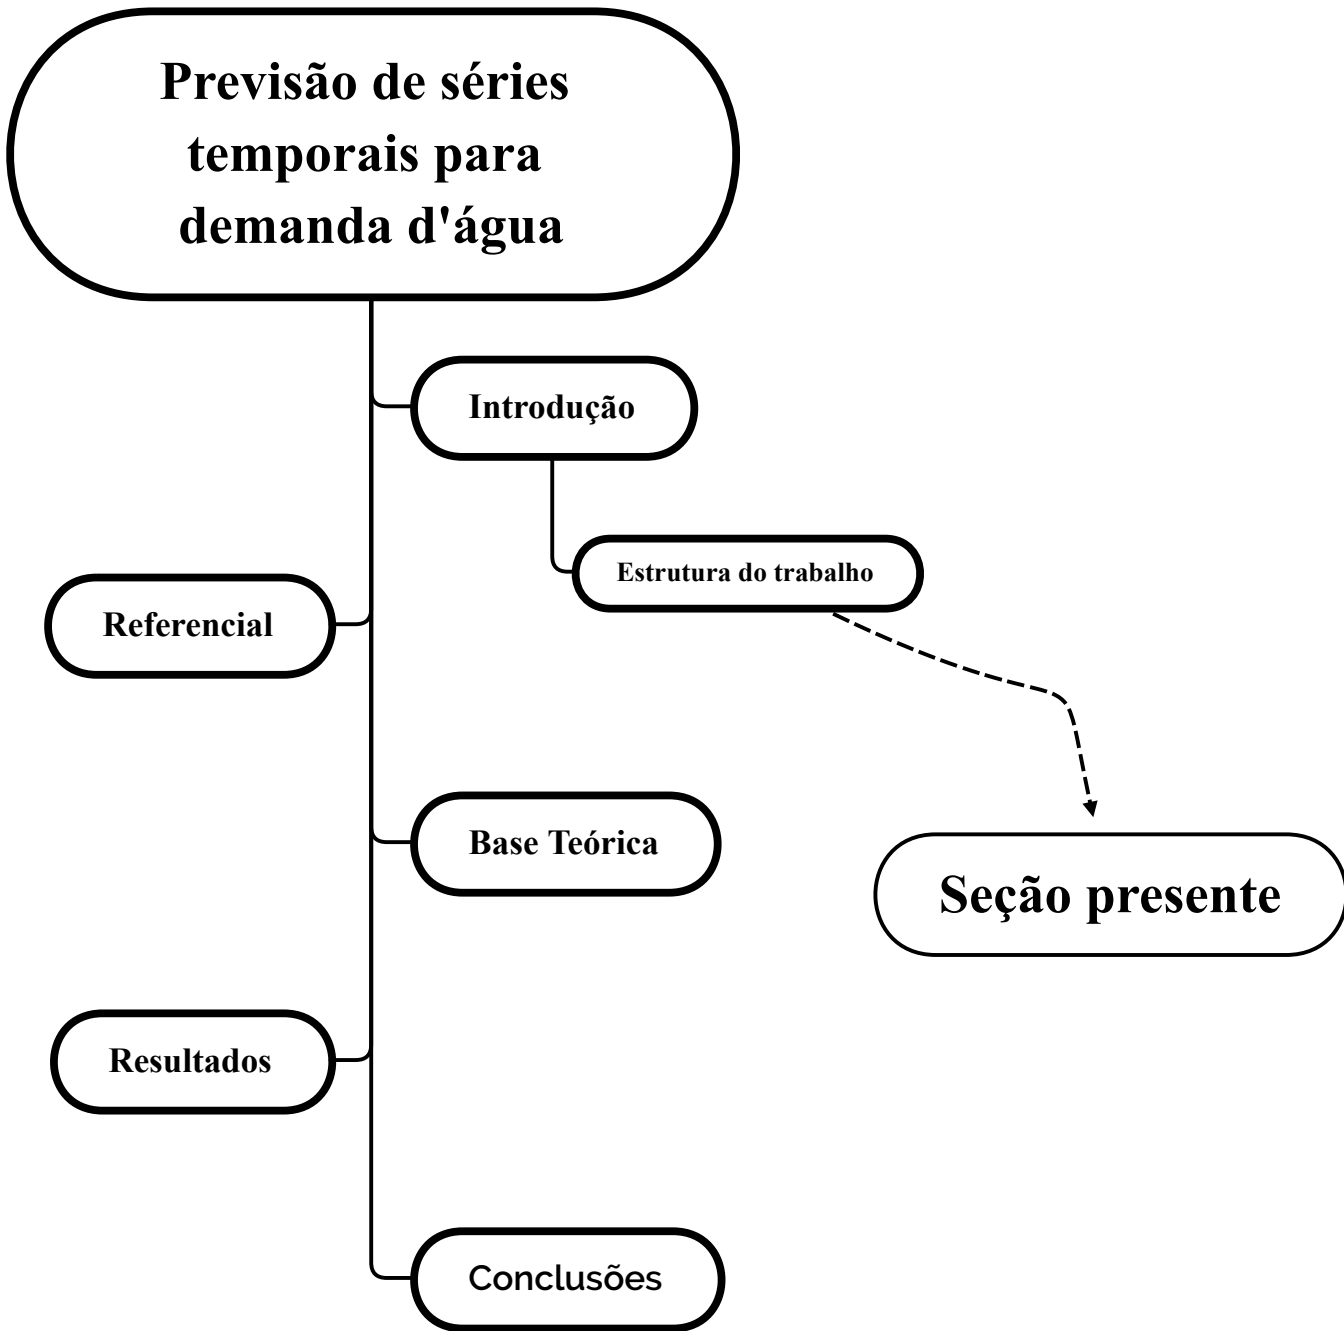 Previsão de séries
temporais para
demanda d'água
Introdução
Estrutura do trabalho
Referencial
Base Teórica
Seção presente
Resultados
Conclusões